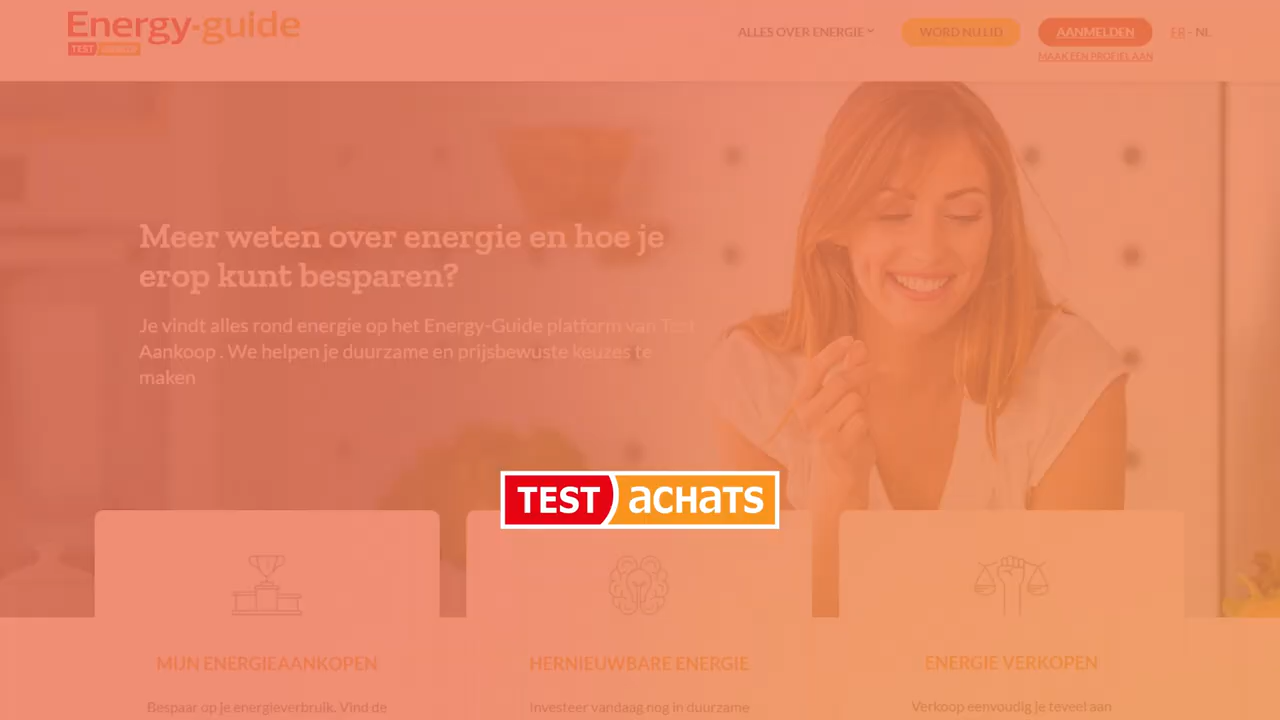 Energy-guide
TEST AANKOOP
ALLES OVER ENERGIE
WORD NU LID
AANMELDEN
FR - NL
MAAK EEN PROFIEL AAN
Meer weten over energie en hoe je
erop kunt besparen?
Je vindt alles rond energie op het Energy-Guide platform van Test
Aankoop . We helpen je duurzame en prijsbewuste keuzes te
maken
TEST ACHATS
MIJN ENERGIEAANKOPEN
HERNIEUWBARE ENERGIE
ENERGIE VERKOPEN
Bespaar op je energieverbruik. Vind de
Investeer vandaag nog in duurzame
Verkoop eenvoudig je teveel aan